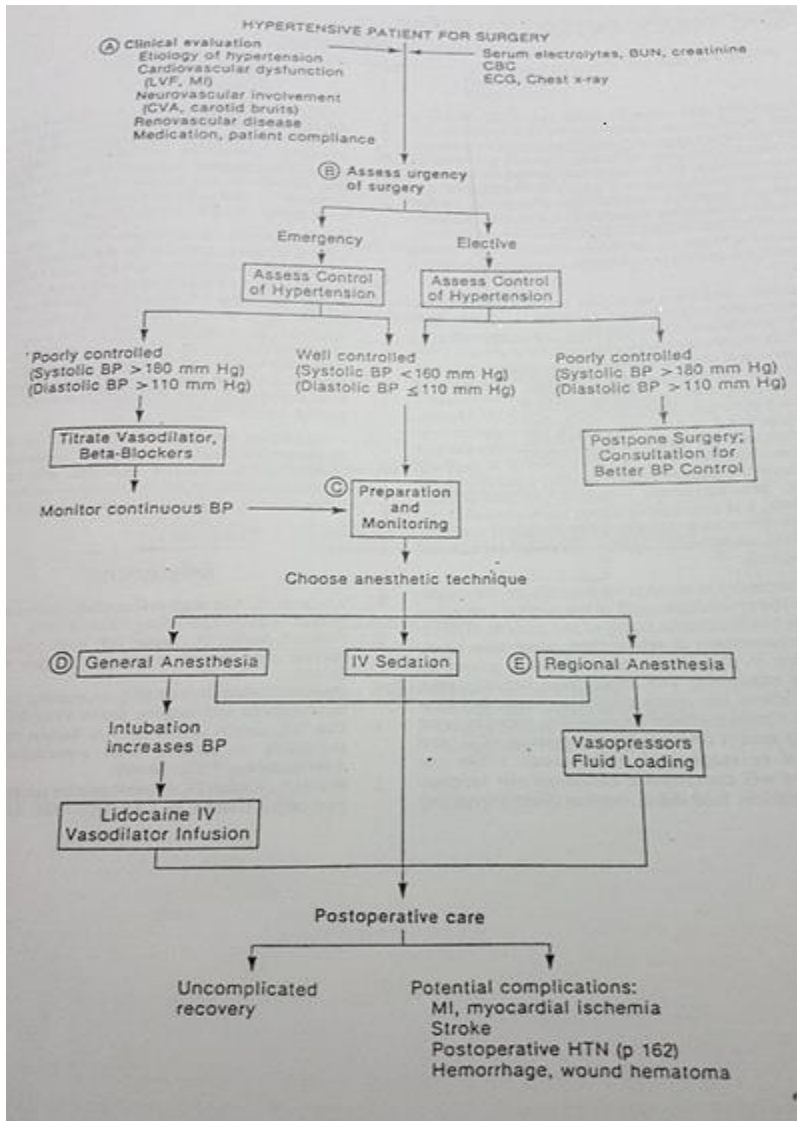 HYPERTENSIVE PATIENT FOR SURGERY
A Clinical evaluation
Etiology of hypertension
Cardiovascular dysfunction
(LVF, MI)
Neurovascular involvement
(CVA, carotid bruits)
Renovascular disease
Medication, patient compliance
Serum electrolytes, BUN, creatinine
CBC
ECG, Chest x-ray
B Assess urgency
of surgery
Emergency
Elective
Assess Control
of Hypertension
Assess Control
of Hypertension
Poorly controlled
(Systolic BP >180 mm Hg)
(Diastolic BP >110 mm Hg)
Well controlled
(Systolic BP <160 mm Hg)
(Diastolic BP ≤110 mm Hg)
Poorly controlled
(Systolic BP >180 mm Hg)
(Diastolic BP >110 mm Hg)
Titrate Vasodilator,
Beta-Blockers
Postpone Surgery;
Consultation for
Better BP Control
Monitor continuous BP
C Preparation
and
Monitoring
Choose anesthetic technique
D General Anesthesia
IV Sedation
E Regional Anesthesia
Intubation
increases BP
Vasopressors
Fluid Loading
Lidocaine IV
Vasodilator Infusion
Postoperative care
Uncomplicated
recovery
Potential complications:
MI, myocardial ischemia
Stroke
Postoperative HTN (p 162)
Hemorrhage, wound hematoma